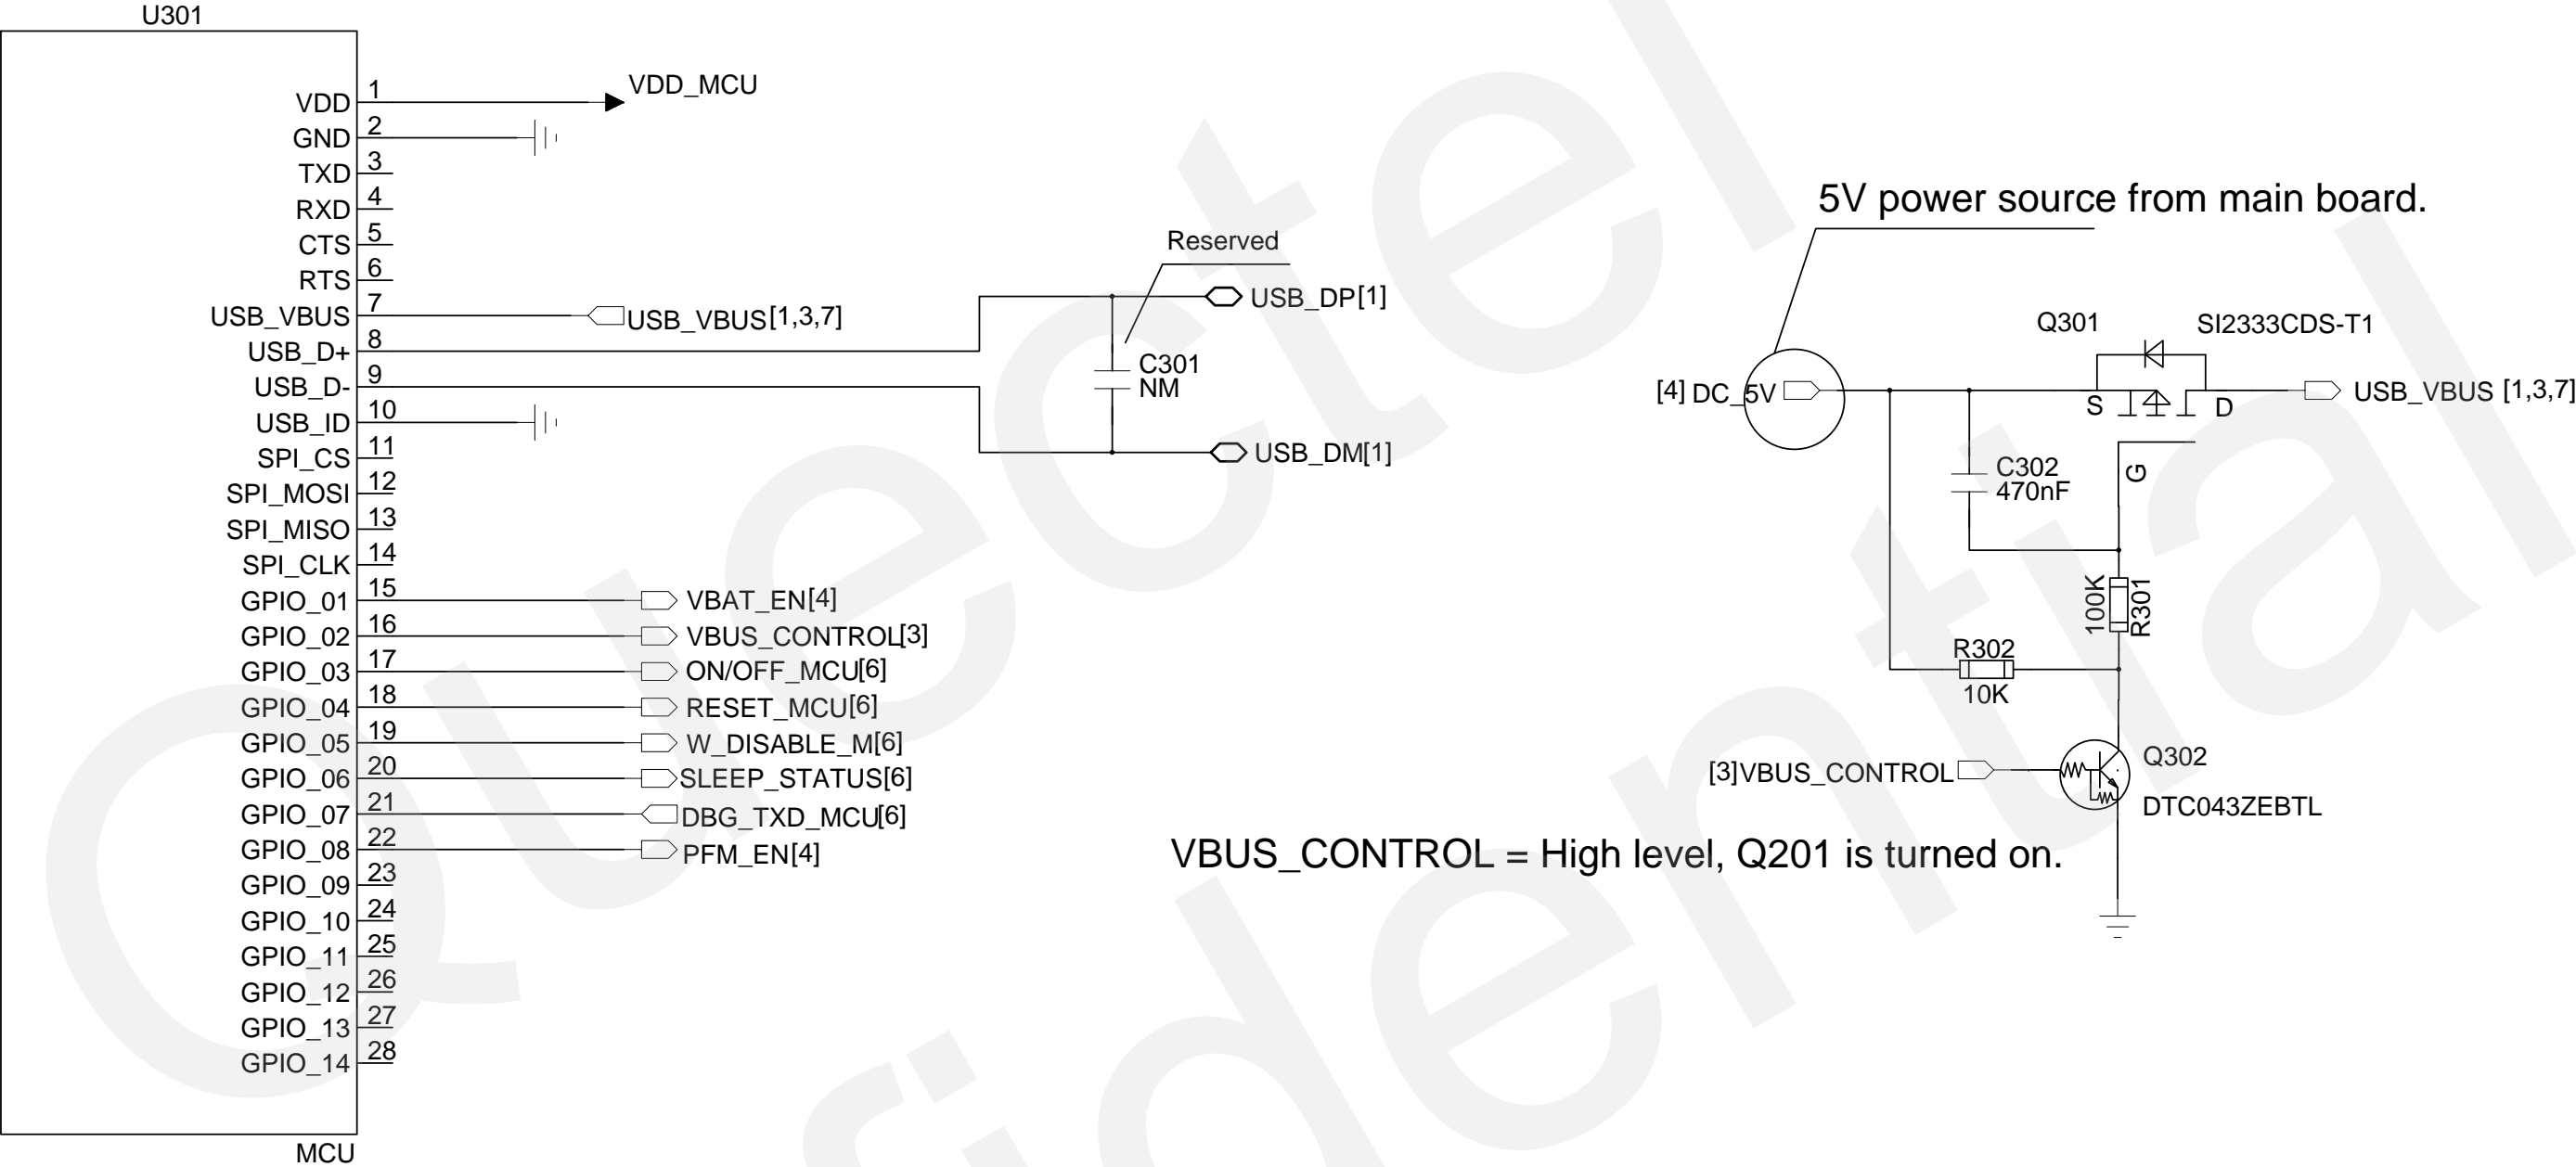 U301
VDD 1 VDD_MCU
GND 2
TXD 3
RXD 4
CTS 5
RTS 6
USB_VBUS 7 USB_VBUS[1,3,7]
USB_D+ 8
USB_D- 9
USB_ID 10
SPI_CS 11
SPI_MOSI 12
SPI_MISO 13
SPI_CLK 14
GPIO_01 15 VBAT_EN[4]
GPIO_02 16 VBUS_CONTROL[3]
GPIO_03 17 ON/OFF_MCU[6]
GPIO_04 18 RESET_MCU[6]
GPIO_05 19 W_DISABLE_M[6]
GPIO_06 20 SLEEP_STATUS[6]
GPIO_07 21 DBG_TXD_MCU[6]
GPIO_08 22 PFM_EN[4]
GPIO_09 23
GPIO_10 24
GPIO_11 25
GPIO_12 26
GPIO_13 27
GPIO_14 28
MCU
Reserved
USB_DP[1]
C301
NM
USB_DM[1]
5V power source from main board.
Q301 SI2333CDS-T1
[4] DC_5V S D USB_VBUS [1,3,7]
G
C302
470nF
100K
R301
R302
10K
[3]VBUS_CONTROL
Q302
DTC043ZEBTL
VBUS_CONTROL = High level, Q201 is turned on.
Quectel
fidential